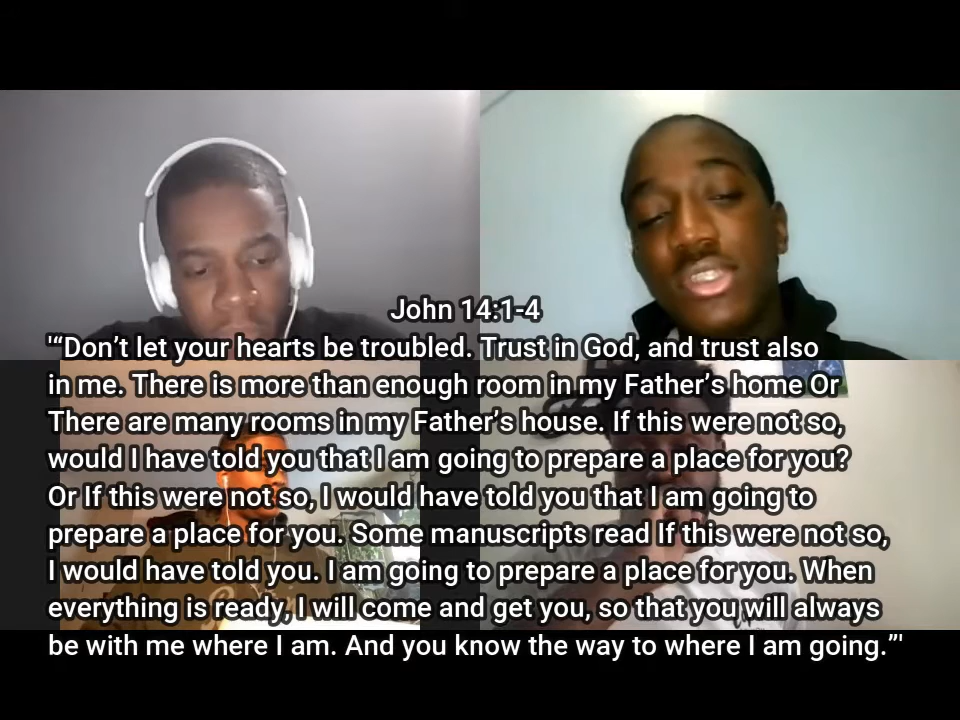 John 14:1-4
'“Don’t let your hearts be troubled. Trust in God, and trust also
in me. There is more than enough room in my Father’s home Or
There are many rooms in my Father’s house. If this were not so,
would I have told you that I am going to prepare a place for you?
Or If this were not so, I would have told you that I am going to
prepare a place for you. Some manuscripts read If this were not so,
I would have told you. I am going to prepare a place for you. When
everything is ready, I will come and get you, so that you will always
be with me where I am. And you know the way to where I am going.”'